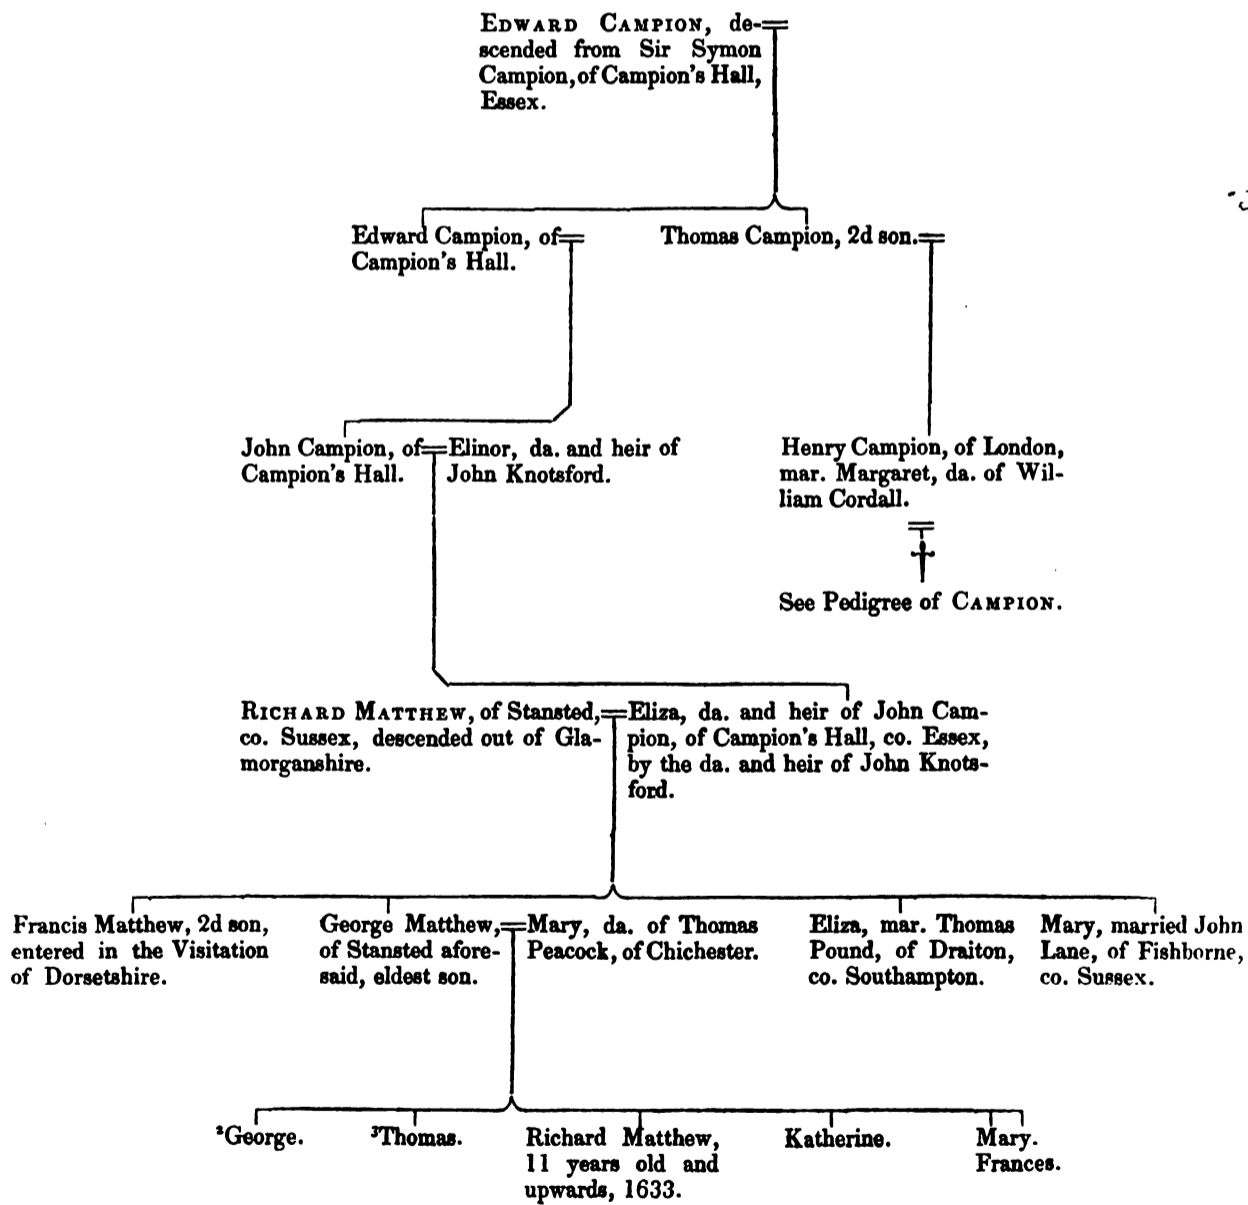 EDWARD CAMPION, de-
scended from Sir Symon
Campion, of Campion's Hall,
Essex.
Edward Campion, of
Campion's Hall.
Thomas Campion, 2d son.
John Campion, of
Campion's Hall.
Elinor, da. and heir of
John Knotsford.
Henry Campion, of London,
mar. Margaret, da. of Wil-
liam Cordall.
See Pedigree of CAMPION.
RICHARD MATTHEW, of Stansted,
co. Sussex, descended out of Gla-
morganshire.
Eliza, da. and heir of John Cam-
pion, of Campion's Hall, co. Essex,
by the da. and heir of John Knots-
ford.
Francis Matthew, 2d son,
entered in the Visitation
of Dorsetshire.
George Matthew,
of Stansted afore-
said, eldest son.
Mary, da. of Thomas
Peacock, of Chichester.
Eliza, mar. Thomas
Pound, of Draiton,
co. Southampton.
Mary, married John
Lane, of Fishborne,
co. Sussex.
²George.
³Thomas.
Richard Matthew,
11 years old and
upwards, 1633.
Katherine.
Mary.
Frances.